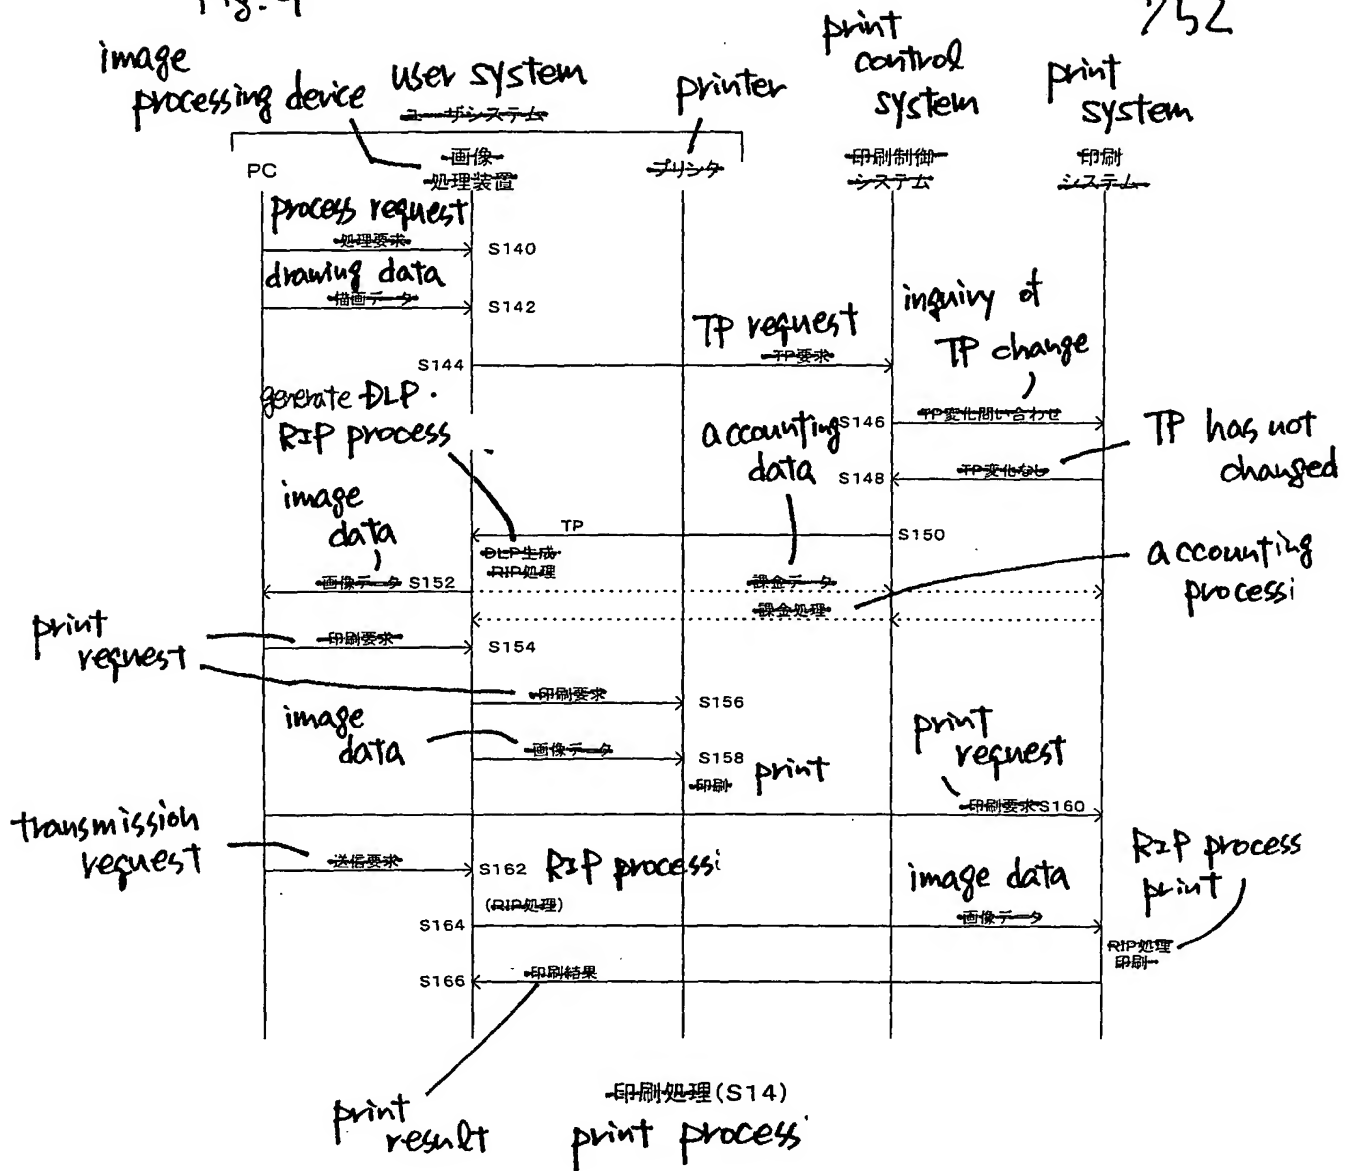 image
processing device
user system
ユーザシステム
printer
print
control
system
print
system
752
PC
画像
処理装置
プリンタ
印刷制御
システム
印刷
システム
process request
処理要求
S140
drawing data
描画データ
S142
TP request
TP要求
S144
inquiry of
TP change
generate DLP・
RIP process
accounting
data
S146
TP変化問い合わせ
TP has not
changed
S148
TP変化なし
image
data
TP
S150
DLP生成
RIP処理
accounting
画像データ
S152
課金データ
課金処理
print
request
印刷要求
S154
印刷要求
S156
image
data
画像データ
S158
印刷
print
print
request
印刷要求
S160
transmission
request
送信要求
S162
RIP
(RIP処理)
image data
画像データ
S164
RIP process
print
RIP処理
印刷
印刷結果
S166
print
result
印刷処理(S14)
print process